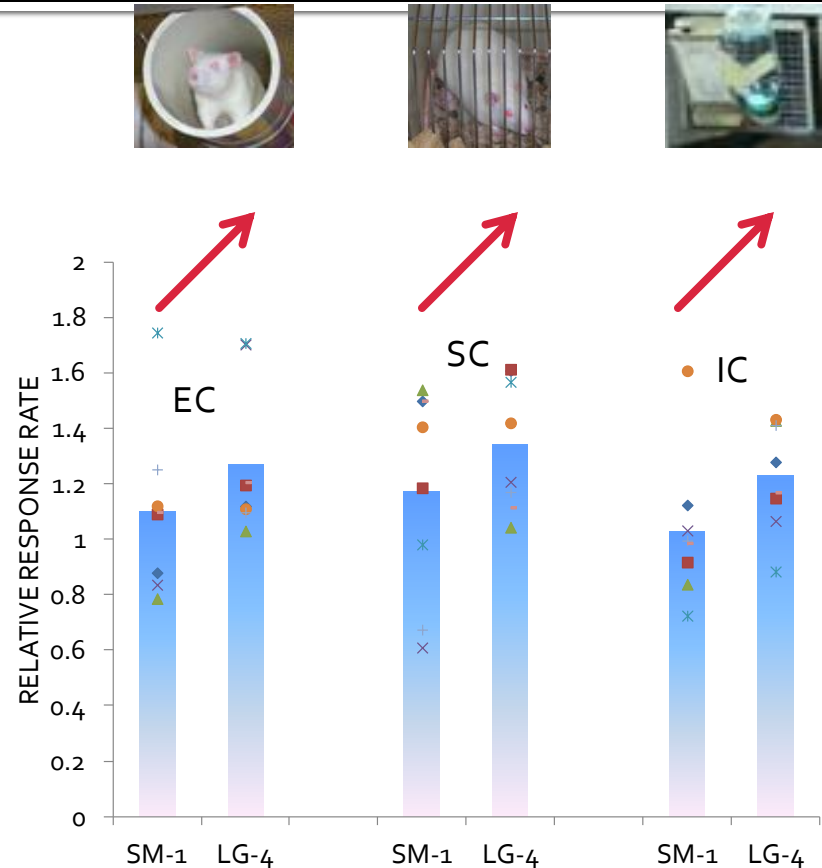 2
1.8
1.6
1.4
1.2
1
0.8
0.6
0.4
0.2
0
RELATIVE RESPONSE RATE
EC
SC
IC
SM-1 LG-4 SM-1 LG-4 SM-1 LG-4